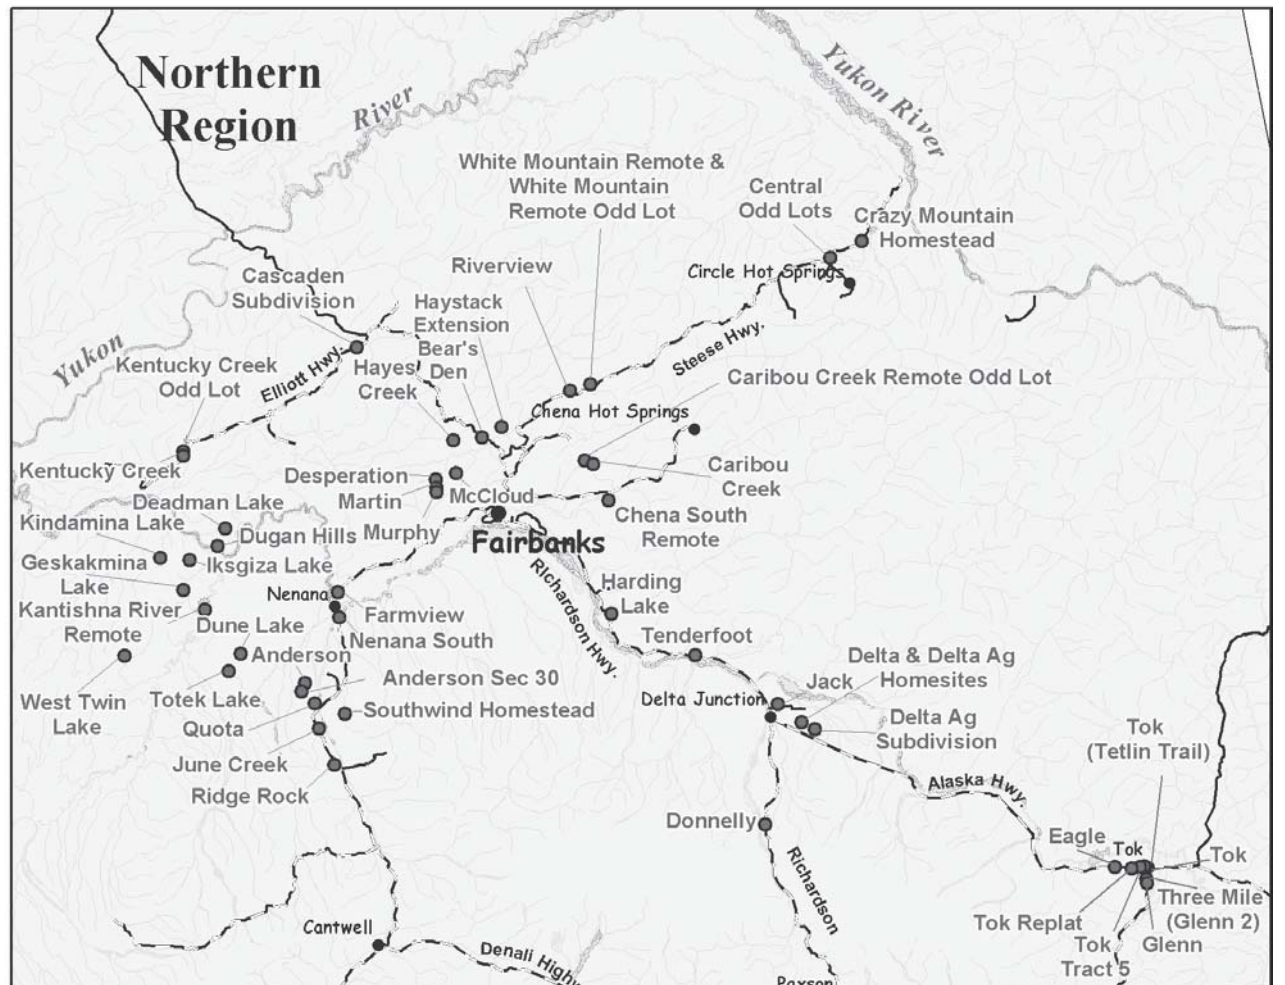 Northern
Region
River
Yukon River
White Mountain Remote &
White Mountain
Remote Odd Lot
Central
Odd Lots
Crazy Mountain
Homestead
Riverview
Circle Hot Springs
Cascaden
Subdivision
Haystack
Extension
Bear's
Den
Steese Hwy.
Yukon
Kentucky Creek
Odd Lot
Elliott Hwy.
Hayes
Creek
Caribou Creek Remote Odd Lot
Chena Hot Springs
Kentucky Creek
Desperation
Martin
McCloud
Caribou
Creek
Deadman Lake
Kindamina Lake
Dugan Hills
Murphy
Chena South
Remote
Fairbanks
Geskakmina
Lake
Iksgiza Lake
Nenana
Richardson Hwy.
Harding
Lake
Kantishna River
Remote
Dune Lake
Farmview
Nenana South
Tenderfoot
Anderson
Anderson Sec 30
Delta & Delta Ag
Homesites
Jack
West Twin
Lake
Totek Lake
Quota
Southwind Homestead
Delta Junction
Delta Ag
Subdivision
Tok
(Tetlin Trail)
June Creek
Ridge Rock
Alaska Hwy.
Donnelly
Eagle
Tok
Tok
Richardson
Three Mile
(Glenn 2)
Tok Replat
Glenn
Tok
Tract 5
Cantwell
Denali Highw
Paxson